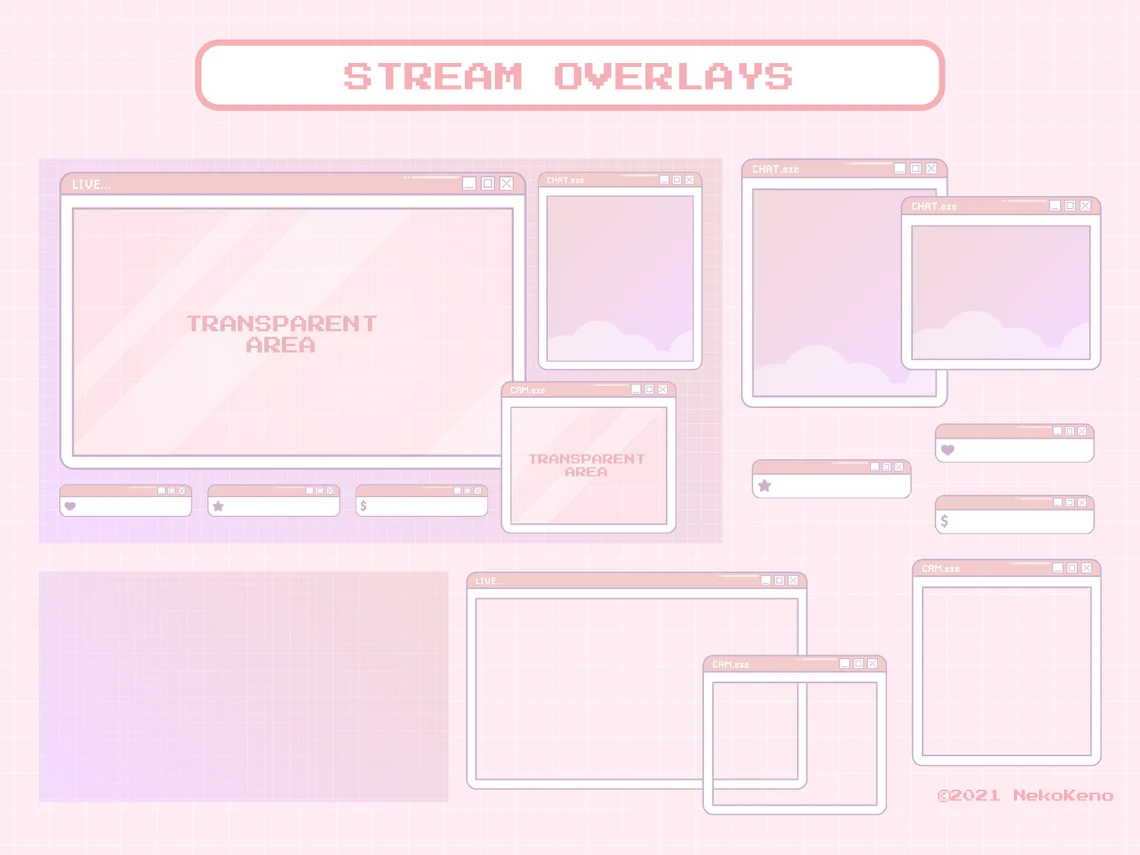 STREAM OVERLAYS
LIVE...
CHAT.exe
CHAT.exe
CHAT.exe
TRANSPARENT
AREA
CAM.exe
TRANSPARENT
AREA
$
$
LIVE...
CAM.exe
CAM.exe
©2021 NekoKeno